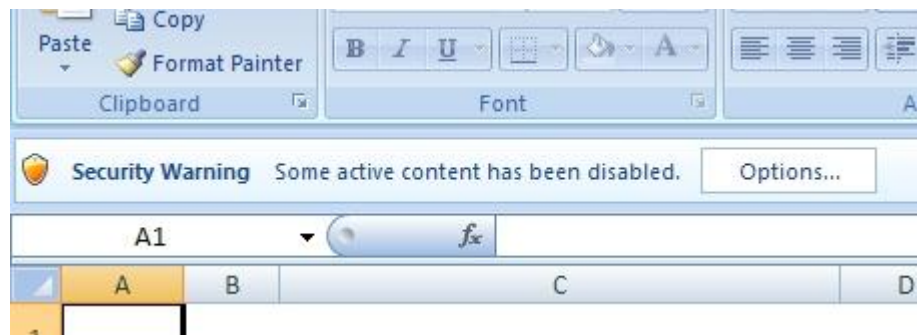 Copy
Paste
Format Painter
B I U A
Clipboard
Font
A
Security Warning Some active content has been disabled. Options...
A1
fx
A B C D
1